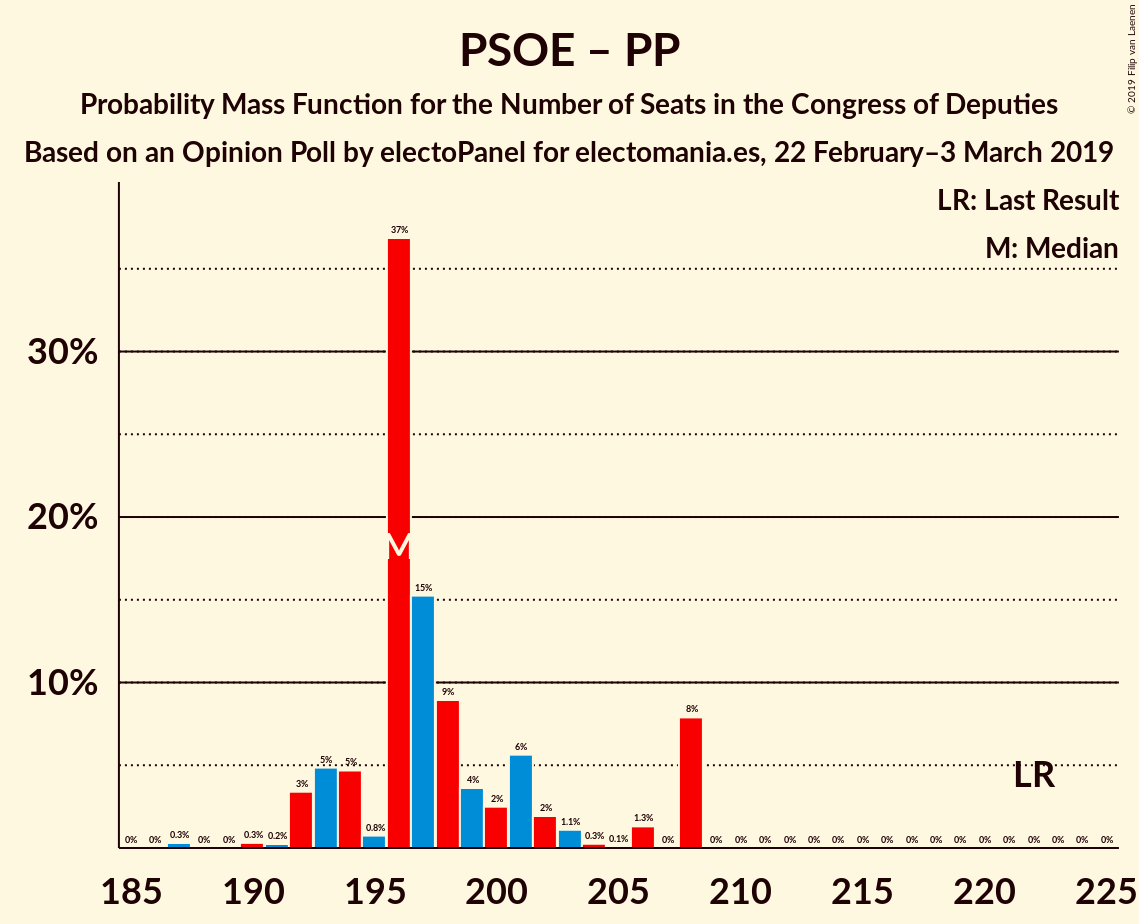 PSOE – PP
Probability Mass Function for the Number of Seats in the Congress of Deputies
Based on an Opinion Poll by electoPanel for electomania.es, 22 February–3 March 2019
© 2019 Filip van Laenen
LR: Last Result
M: Median
30%
20%
10%
0% 0% 0.3% 0% 0% 0.3% 0.2% 3% 5% 5% 0.8% 37% 15% 9% 4% 2% 6% 2% 1.1% 0.3% 0.1% 1.3% 0% 8% 0% 0% 0% 0% 0% 0% 0% 0% 0% 0% 0% 0% 0% 0% 0% 0% 0%
M
LR
185 190 195 200 205 210 215 220 225